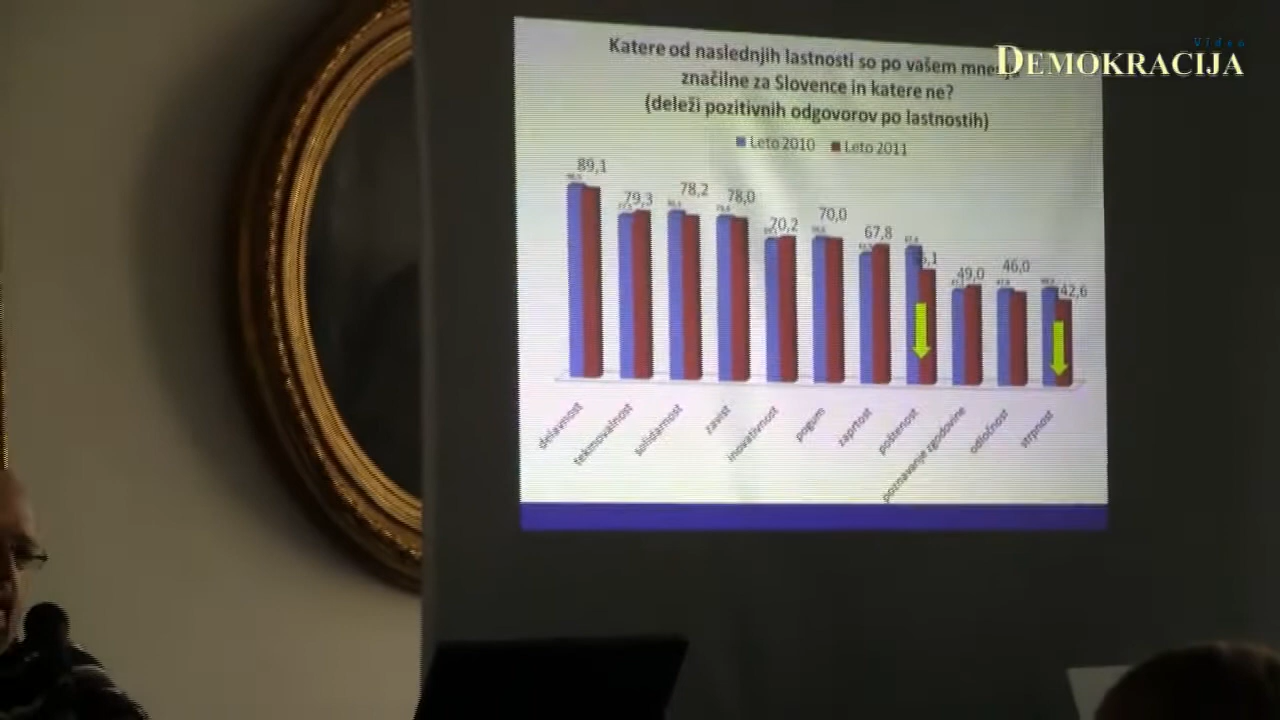 Video
DEMOKRACIJA
Katere od naslednjih lastnosti so po vašem
značilne za Slovence in katere ne?
(deleži pozitivnih odgovorov po lastnostih)
Leto 2010 Leto 2011
89,1 79,3 78,2 78,0 70,2 70,0 67,8 49,0 46,0 42,6
delavnost tekmovalnost solidarnost zavist inovativnost pogum zaprtost poštenost poznavanje zgodovine odločnost strpnost